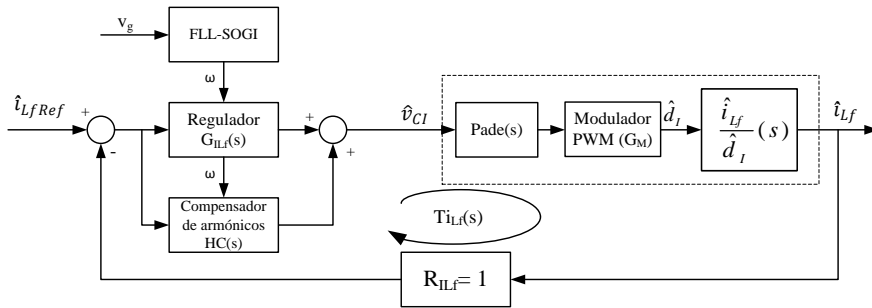 v_g
FLL-SOGI
ω
î_LfRef
+
-
Regulador
G_ILf(s)
+
+
v̂_CI
Pade(s)
Modulador
PWM (G_M)
d̂_I
î_Lf
d̂_I
(s)
î_Lf
ω
Compensador
de armónicos
HC(s)
Ti_Lf(s)
R_ILf= 1